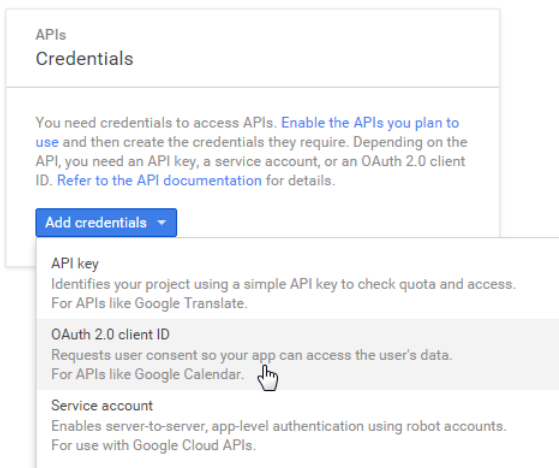 APIs
Credentials
You need credentials to access APIs. Enable the APIs you plan to
use and then create the credentials they require. Depending on the
API, you need an API key, a service account, or an OAuth 2.0 client
ID. Refer to the API documentation for details.
Add credentials
API key
Identifies your project using a simple API key to check quota and access.
For APIs like Google Translate.
OAuth 2.0 client ID
Requests user consent so your app can access the user's data.
For APIs like Google Calendar.
Service account
Enables server-to-server, app-level authentication using robot accounts.
For use with Google Cloud APIs.